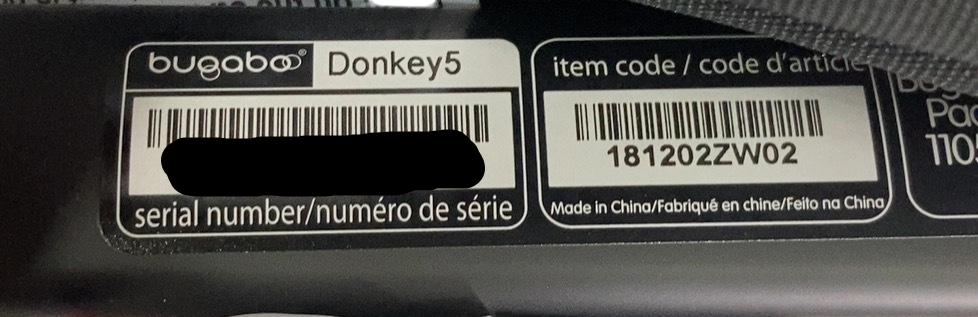 bugaboo® Donkey5
serial number/numéro de série
item code / code d'article
181202ZW02
Made in China/Fabriqué en chine/Feito na China